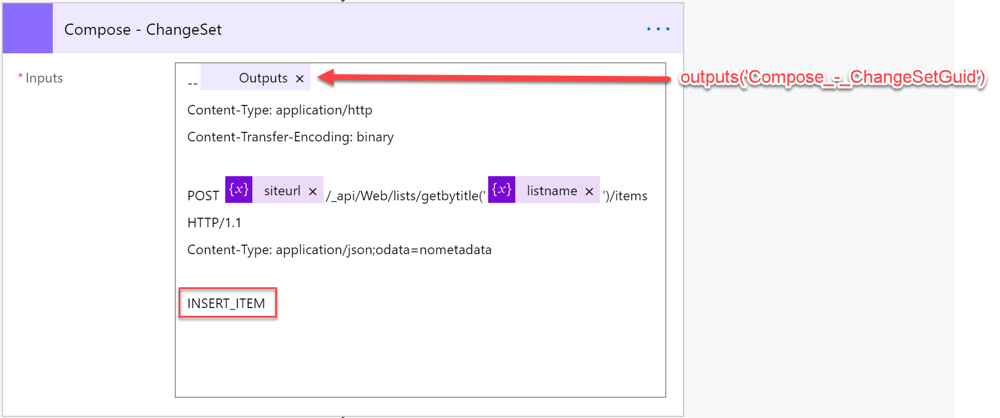 Compose - ChangeSet
* Inputs
-- Outputs × outputs('Compose_-_ChangeSetGuid')
Content-Type: application/http
Content-Transfer-Encoding: binary
POST {x} siteurl × /_api/Web/lists/getbytitle(' {x} listname × ')/items
HTTP/1.1
Content-Type: application/json;odata=nometadata
INSERT_ITEM